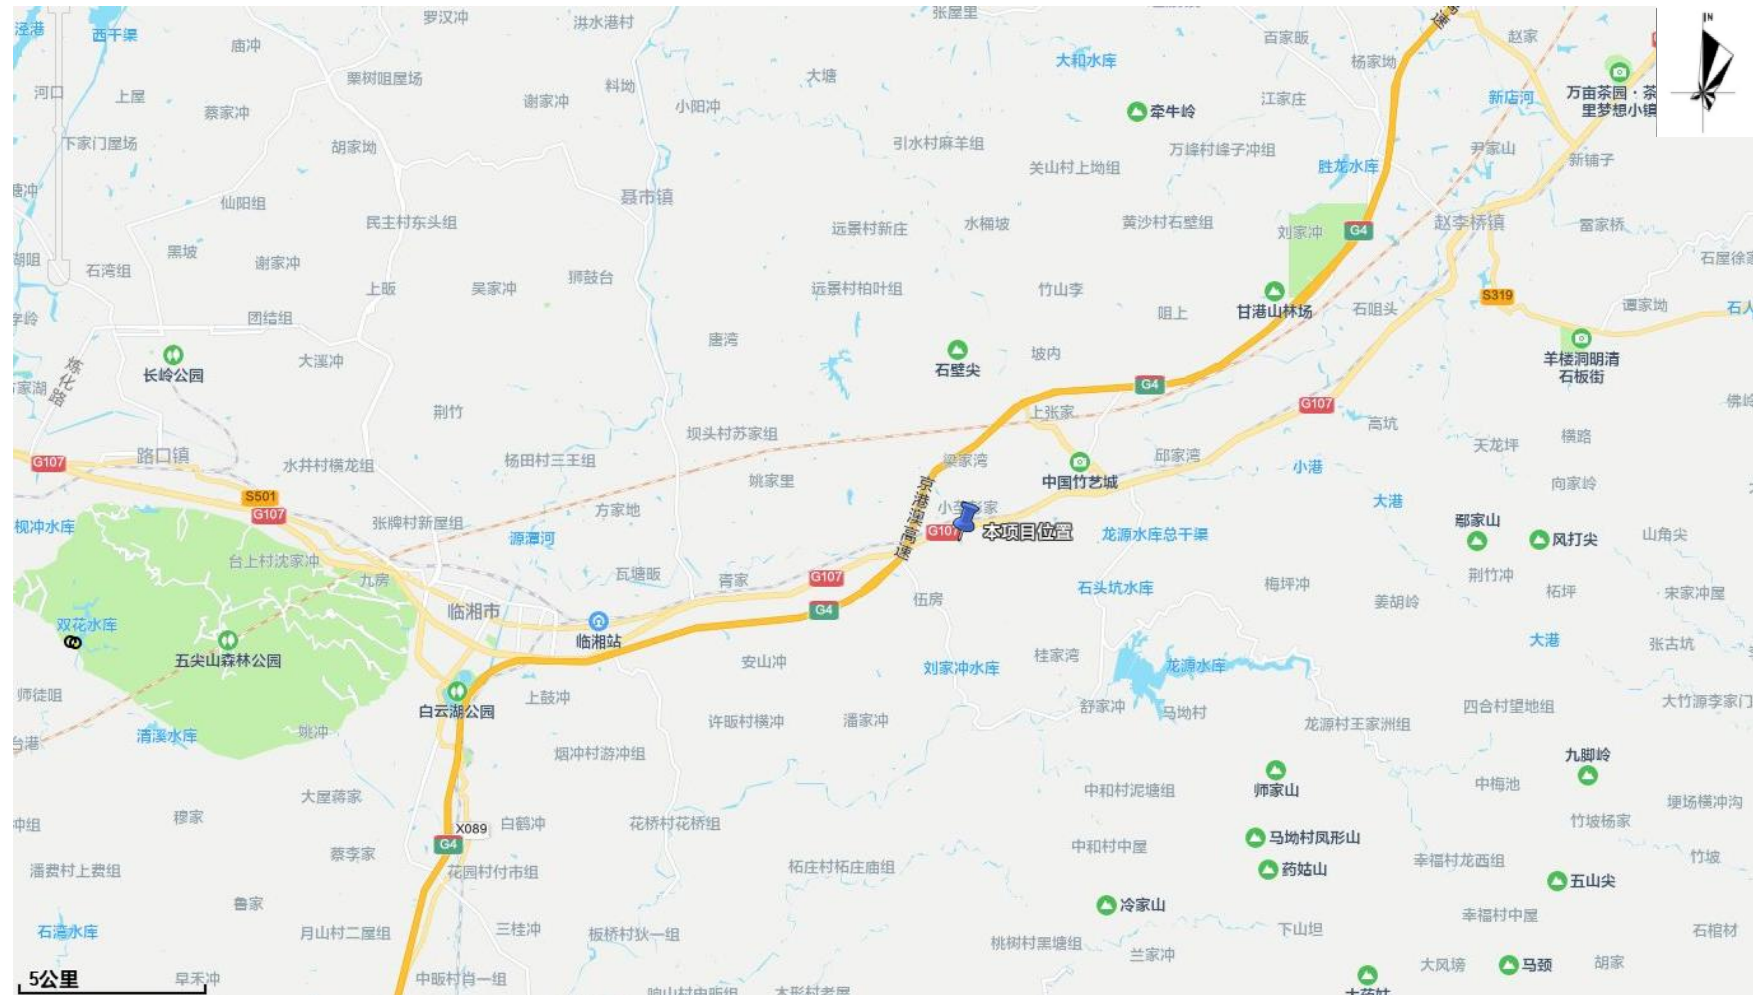 泾港
西干渠
罗汉冲
洪水港村
张屋里
赵家
N
庙冲
百家畈
杨家坳
大和水库
河口
上屋
栗树咀屋场
料坳
大塘
蔡家冲
谢家冲
小阳冲
牵牛岭
江家庄
新店河
万亩茶园·茶
里梦想小镇
下家门屋场
胡家坳
引水村麻羊组
关山村上坳组
万峰村峰子冲组
胜龙水库
尹家山
新铺子
仙阳组
聂市镇
民主村东头组
远景村新庄
水桶坡
黄沙村石壁组
刘家冲
G4
赵李桥镇
雷家桥
黑坡
谢家冲
石湾组
狮鼓台
上畈
吴家冲
远景村柏叶组
竹山李
咀上
甘港山林场
石咀头
S319
谭家坳
团结组
炼化路
长岭公园
大溪冲
唐湾
石壁尖
坡内
羊楼洞明清
石板街
G4
G107
荆竹
上张家
高坑
坝头村苏家组
横路
天龙坪
G107
路口镇
水井村横龙组
杨田村三王组
姚家里
梁家湾
中国竹艺城
邱家湾
小港
向家岭
S501
G107
张牌村新屋组
方家地
京港澳高速
G107
本项目位置
龙源水库总干渠
大港
鄢家山
风打尖
山角尖
枧冲水库
源潭河
台上村沈家冲
九房
瓦塘畈
胥家
G107
G4
伍房
石头坑水库
梅坪冲
姜胡岭
荆竹冲
柘坪
宋家冲屋
双花水库
临湘市
临湘站
五尖山森林公园
安山冲
刘家冲水库
桂家湾
龙源水库
大港
张古坑
师徒咀
白云湖公园
上鼓冲
许畈村横冲
潘家冲
舒家冲
马坳村
龙源村王家洲组
四合村望地组
大竹源李家门
清溪水库
姚冲
烟冲村游冲组
九脚岭
大屋蒋家
中和村泥塘组
师家山
中梅池
埂场横冲沟
穆家
X089
白鹤冲
花桥村花桥组
竹坡杨家
G4
蔡李家
中和村中屋
马坳村凤形山
潘费村上费组
花园村付市组
柘庄村柘庄庙组
药姑山
幸福村龙酉组
竹坡
五山尖
鲁家
冷家山
幸福村中屋
石湾水库
月山村二屋组
三桂冲
板桥村狄一组
桃树村黑塘组
兰家冲
下山坦
石棺材
5公里
早禾冲
中畈村肖一组
大风塝
马颈
胡家